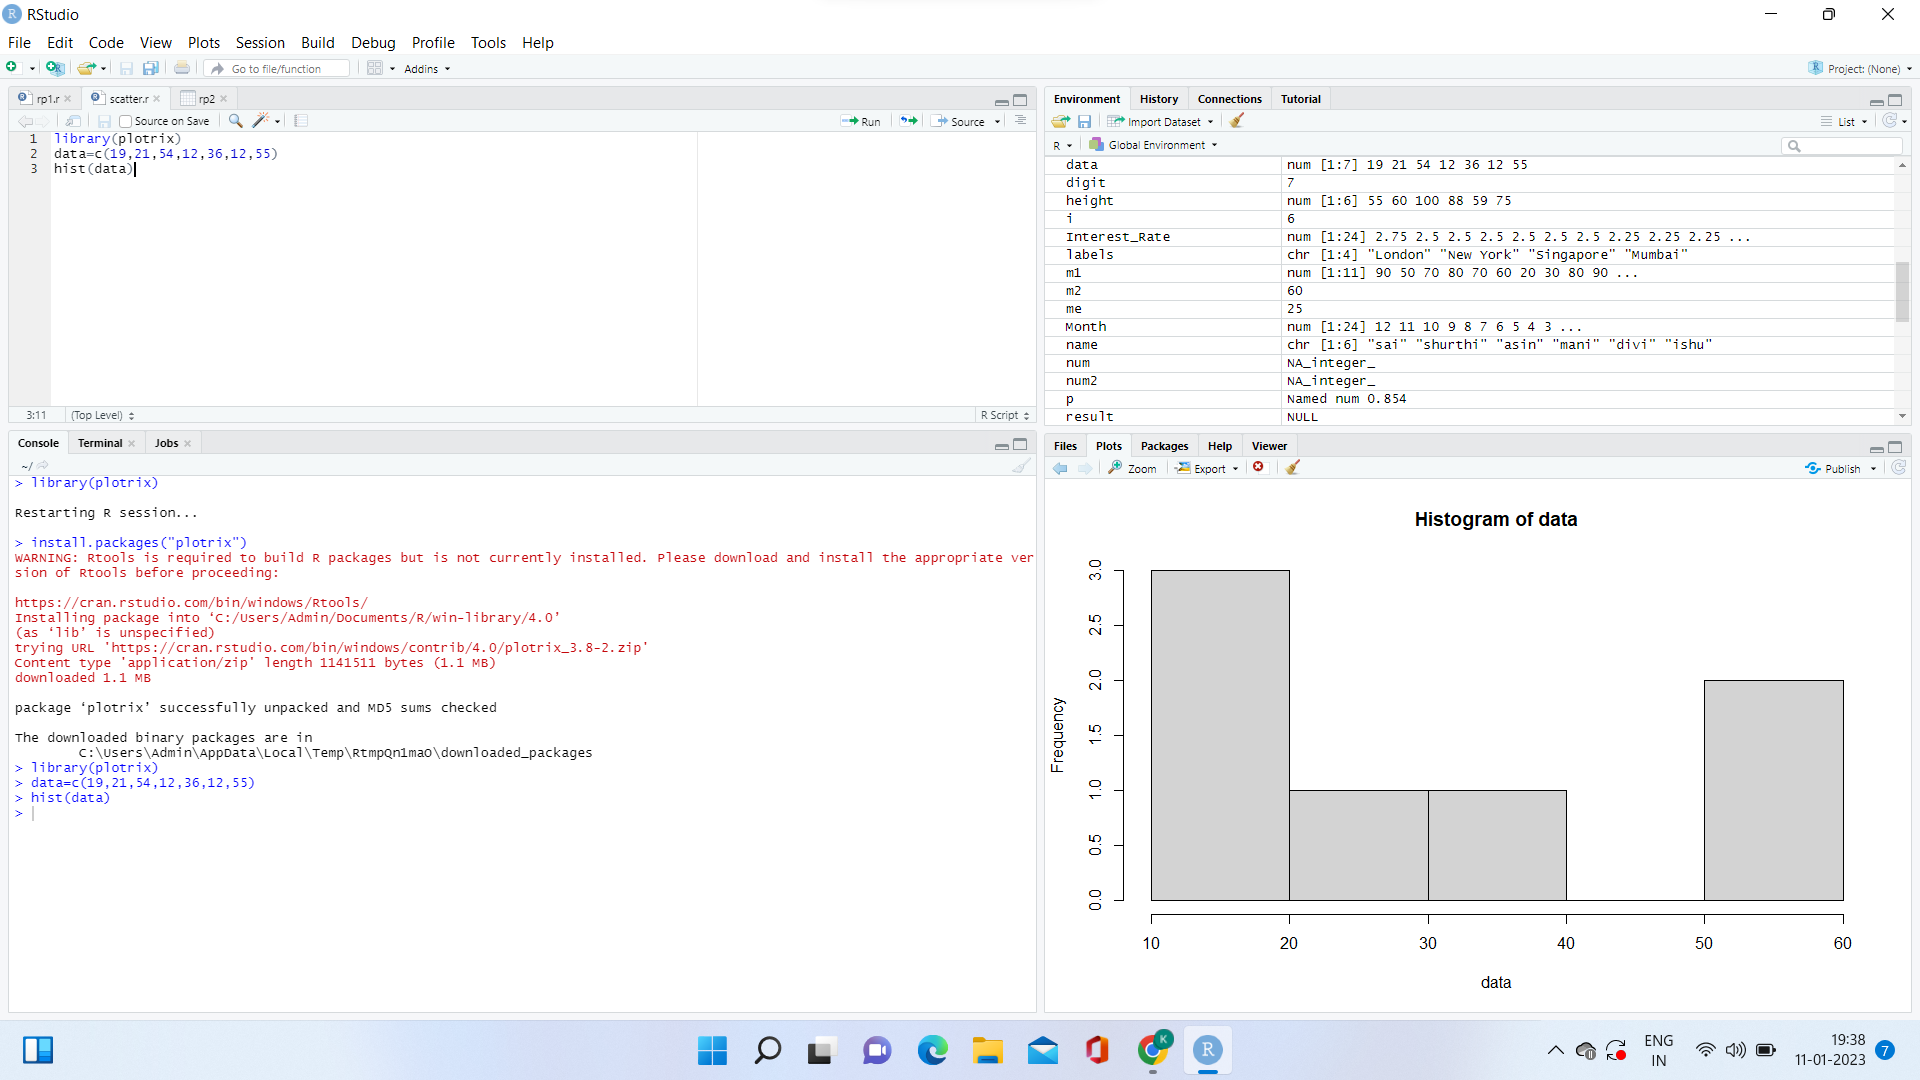 RStudio
File Edit Code View Plots Session Build Debug Profile Tools Help
Go to file/function Addins Project: (None)
rp1.r scatter.r rp2
Source on Save Run Source
1 library(plotrix)
2 data=c(19,21,54,12,36,12,55)
3 hist(data)
3:11 (Top Level) R Script
Console Terminal Jobs
~/
> library(plotrix)
Restarting R session...
> install.packages("plotrix")
WARNING: Rtools is required to build R packages but is not currently installed. Please download and install the appropriate ver
sion of Rtools before proceeding:
https://cran.rstudio.com/bin/windows/Rtools/
Installing package into ‘C:/Users/Admin/Documents/R/win-library/4.0’
(as ‘lib’ is unspecified)
trying URL 'https://cran.rstudio.com/bin/windows/contrib/4.0/plotrix_3.8-2.zip'
Content type 'application/zip' length 1141511 bytes (1.1 MB)
downloaded 1.1 MB
package ‘plotrix’ successfully unpacked and MD5 sums checked
The downloaded binary packages are in
C:\Users\Admin\AppData\Local\Temp\RtmpQn1maO\downloaded_packages
> library(plotrix)
> data=c(19,21,54,12,36,12,55)
> hist(data)
>
Environment History Connections Tutorial
Import Dataset List
R Global Environment
data num [1:7] 19 21 54 12 36 12 55
digit 7
height num [1:6] 55 60 100 88 59 75
i 6
Interest_Rate num [1:24] 2.75 2.5 2.5 2.5 2.5 2.5 2.5 2.25 2.25 2.25 ...
labels chr [1:4] "London" "New York" "Singapore" "Mumbai"
m1 num [1:11] 90 50 70 80 70 60 20 30 80 90 ...
m2 60
me 25
Month num [1:24] 12 11 10 9 8 7 6 5 4 3 ...
name chr [1:6] "sai" "shurthi" "asin" "mani" "divi" "ishu"
num NA_integer_
num2 NA_integer_
p Named num 0.854
result NULL
Files Plots Packages Help Viewer
Zoom Export Publish
Histogram of data
Frequency
3.0
2.5
2.0
1.5
1.0
0.5
0.0
10 20 30 40 50 60
data
K
R
ENG
IN
19:38
11-01-2023
7